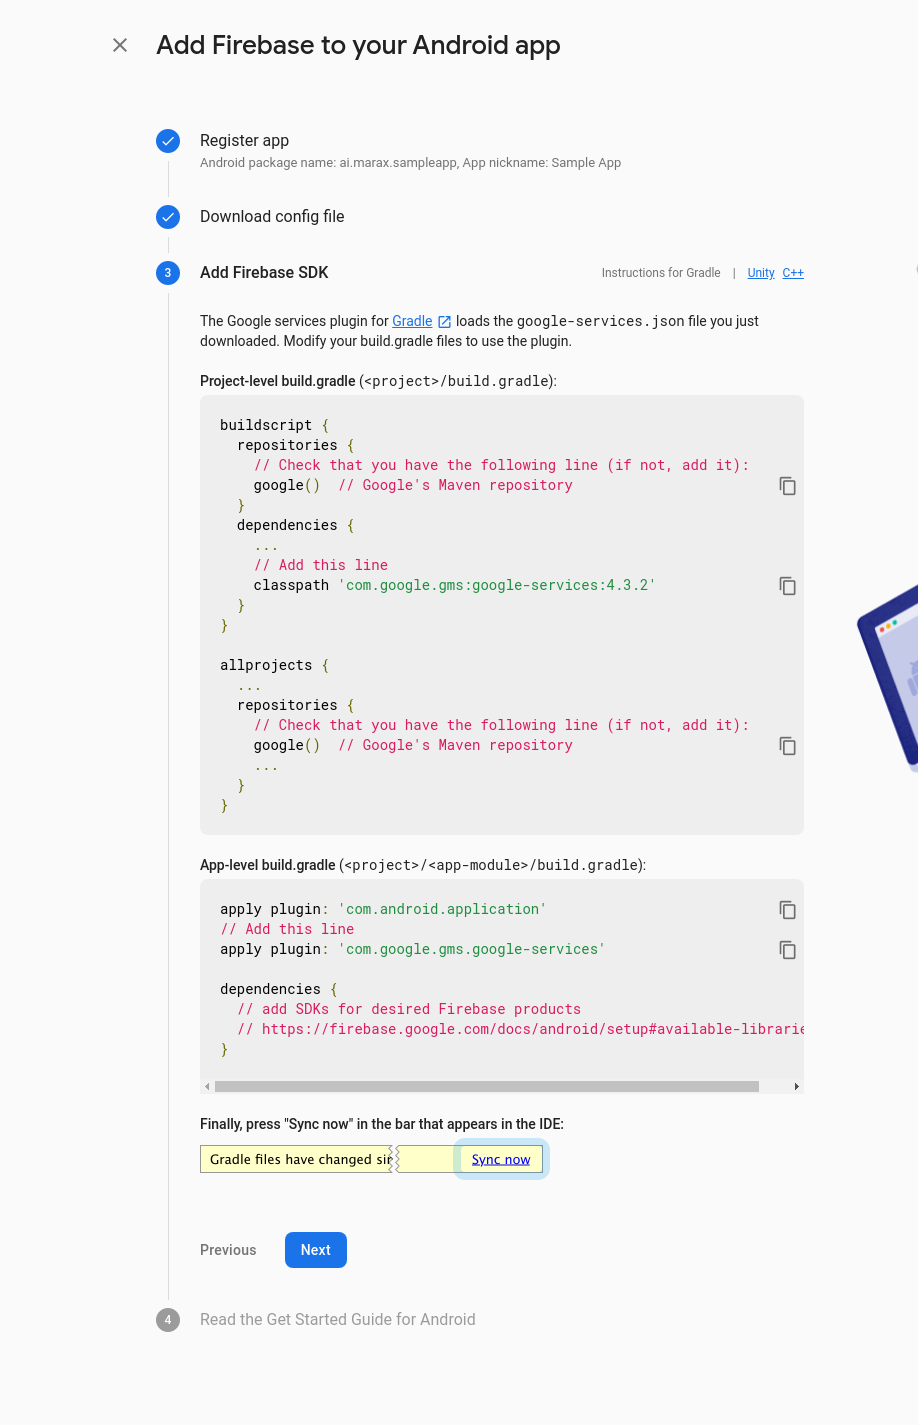 Add Firebase to your Android app
Register app
Android package name: ai.marax.sampleapp, App nickname: Sample App
Download config file
3 Add Firebase SDK Instructions for Gradle | Unity C++
The Google services plugin for Gradle loads the google-services.json file you just
downloaded. Modify your build.gradle files to use the plugin.
Project-level build.gradle (<project>/build.gradle):
buildscript {
  repositories {
    // Check that you have the following line (if not, add it):
    google()  // Google's Maven repository
  }
  dependencies {
    ...
    // Add this line
    classpath 'com.google.gms:google-services:4.3.2'
  }
}
allprojects {
  ...
  repositories {
    // Check that you have the following line (if not, add it):
    google()  // Google's Maven repository
    ...
  }
}
App-level build.gradle (<project>/<app-module>/build.gradle):
apply plugin: 'com.android.application'
// Add this line
apply plugin: 'com.google.gms.google-services'
dependencies {
  // add SDKs for desired Firebase products
  // https://firebase.google.com/docs/android/setup#available-librarie
}
Finally, press "Sync now" in the bar that appears in the IDE:
Gradle files have changed sin Sync now
Previous Next
4 Read the Get Started Guide for Android